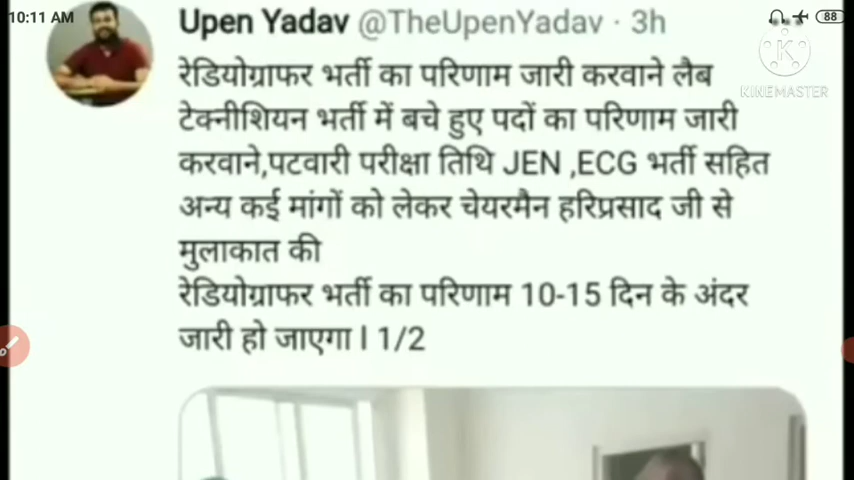 10:11 AM
88
Upen Yadav @TheUpenYadav · 3h
KINEMASTER
रेडियोग्राफर भर्ती का परिणाम जारी करवाने लैब
टेक्नीशियन भर्ती में बचे हुए पदों का परिणाम जारी
करवाने,पटवारी परीक्षा तिथि JEN ,ECG भर्ती सहित
अन्य कई मांगों को लेकर चेयरमैन हरिप्रसाद जी से
मुलाकात की
रेडियोग्राफर भर्ती का परिणाम 10-15 दिन के अंदर
जारी हो जाएगा l 1/2